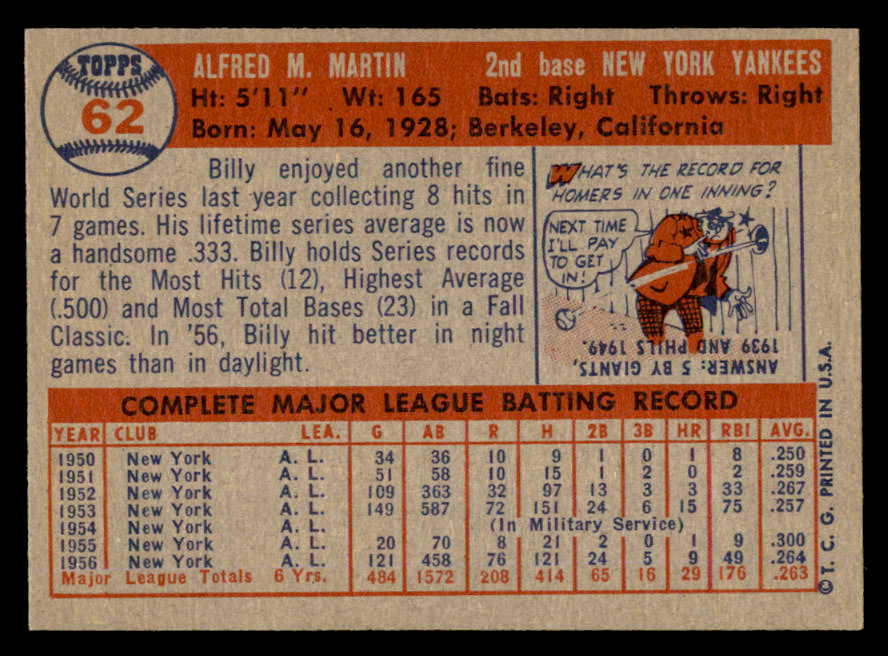 TOPPS
62
ALFRED M. MARTIN 2nd base NEW YORK YANKEES
Ht: 5'11" Wt: 165 Bats: Right Throws: Right
Born: May 16, 1928; Berkeley, California
Billy enjoyed another fine
World Series last year collecting 8 hits in
7 games. His lifetime series average is now
a handsome .333. Billy holds Series records
for the Most Hits (12), Highest Average
(.500) and Most Total Bases (23) in a Fall
Classic. In '56, Billy hit better in night
games than in daylight.
WHAT'S THE RECORD FOR
HOMERS IN ONE INNING?
NEXT TIME
I'LL PAY
TO GET
IN!
ANSWER: 5 BY GIANTS,
1939 AND PHILS 1949.
COMPLETE MAJOR LEAGUE BATTING RECORD
YEAR CLUB LEA. G AB R H 2B 3B HR RBI AVG.
1950 New York A. L. 34 36 10 9 1 0 1 8 .250
1951 New York A. L. 51 58 10 15 1 2 0 2 .259
1952 New York A. L. 109 363 32 97 13 3 3 33 .267
1953 New York A. L. 149 587 72 151 24 6 15 75 .257
1954 New York A. L. (In Military Service)
1955 New York A. L. 20 70 8 21 2 0 1 9 .300
1956 New York A. L. 121 458 76 121 24 5 9 49 .264
Major League Totals 6 Yrs. 484 1572 208 414 65 16 29 176 .263
© T. C. G. PRINTED IN U.S.A.